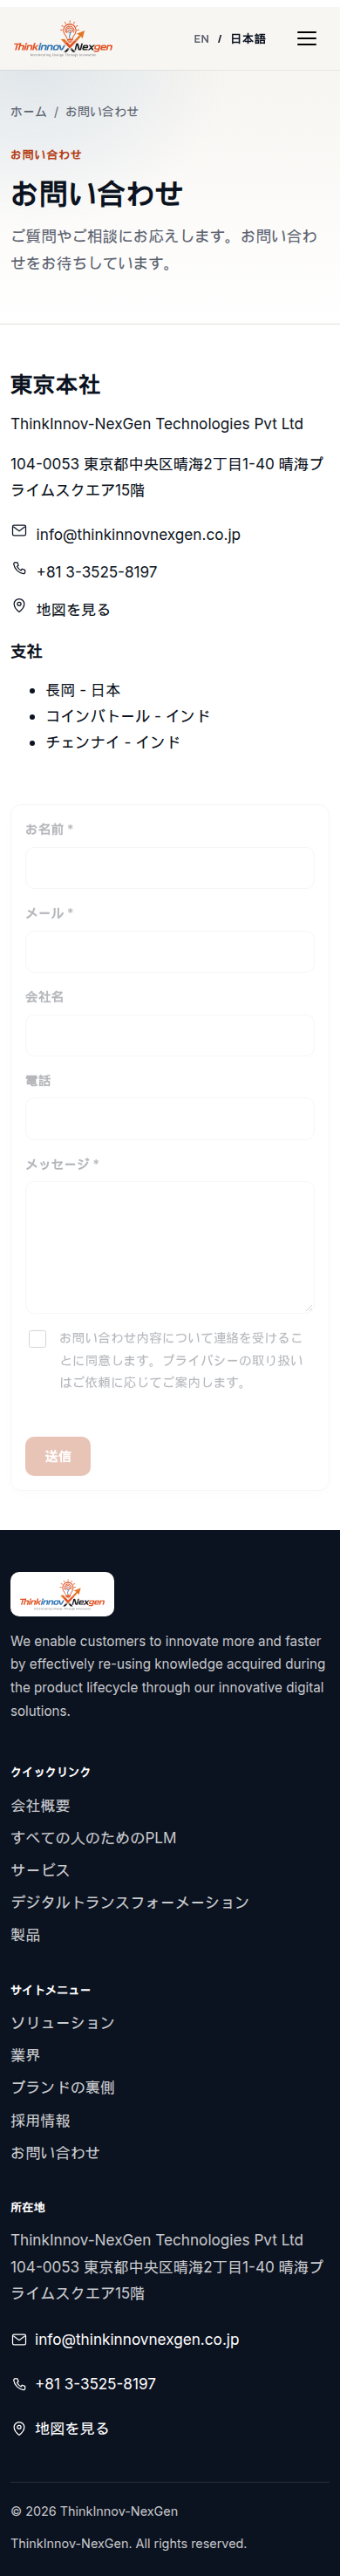 ThinkInnovXNexgen
EN / 日本語
ホーム / お問い合わせ
お問い合わせ
お問い合わせ
ご質問やご相談にお応えします。お問い合わ
せをお待ちしています。
東京本社
ThinkInnov-NexGen Technologies Pvt Ltd
104-0053 東京都中央区晴海2丁目1-40 晴海プ
ライムスクエア15階
info@thinkinnovnexgen.co.jp
+81 3-3525-8197
地図を見る
支社
• 長岡 - 日本
• コインバトール - インド
• チェンナイ - インド
お名前 *
メール *
会社名
電話
メッセージ *
お問い合わせ内容について連絡を受けるこ
とに同意します。プライバシーの取り扱い
はご依頼に応じてご案内します。
送信
ThinkInnovXNexgen
We enable customers to innovate more and faster
by effectively re-using knowledge acquired during
the product lifecycle through our innovative digital
solutions.
クイックリンク
会社概要
すべての人のためのPLM
サービス
デジタルトランスフォーメーション
製品
サイトメニュー
ソリューション
業界
ブランドの裏側
採用情報
お問い合わせ
所在地
ThinkInnov-NexGen Technologies Pvt Ltd
104-0053 東京都中央区晴海2丁目1-40 晴海プ
ライムスクエア15階
info@thinkinnovnexgen.co.jp
+81 3-3525-8197
地図を見る
© 2026 ThinkInnov-NexGen
ThinkInnov-NexGen. All rights reserved.